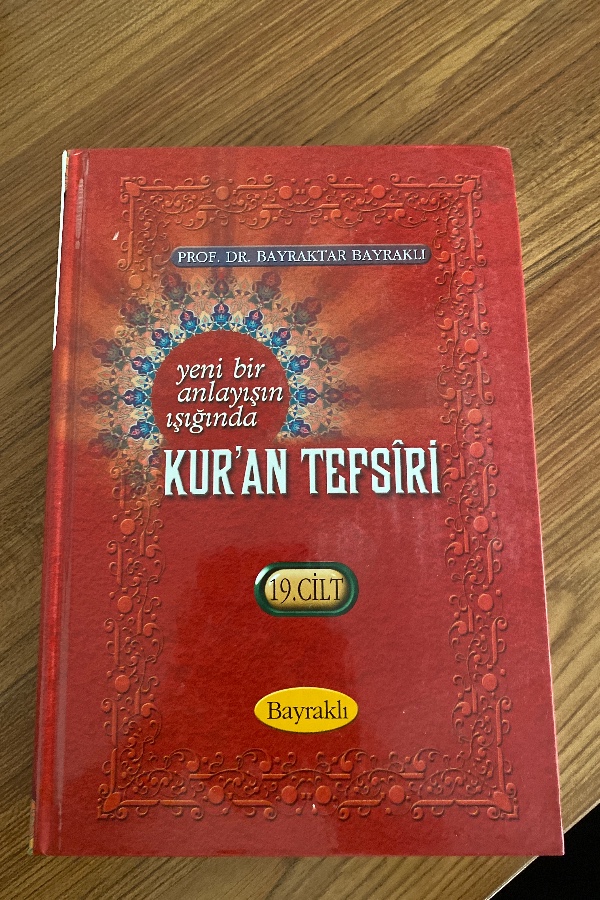 PROF. DR. BAYRAKTAR BAYRAKLI
yeni bir
anlayışın
ışığında
KUR'AN TEFSÎRİ
19.CİLT
Bayraklı